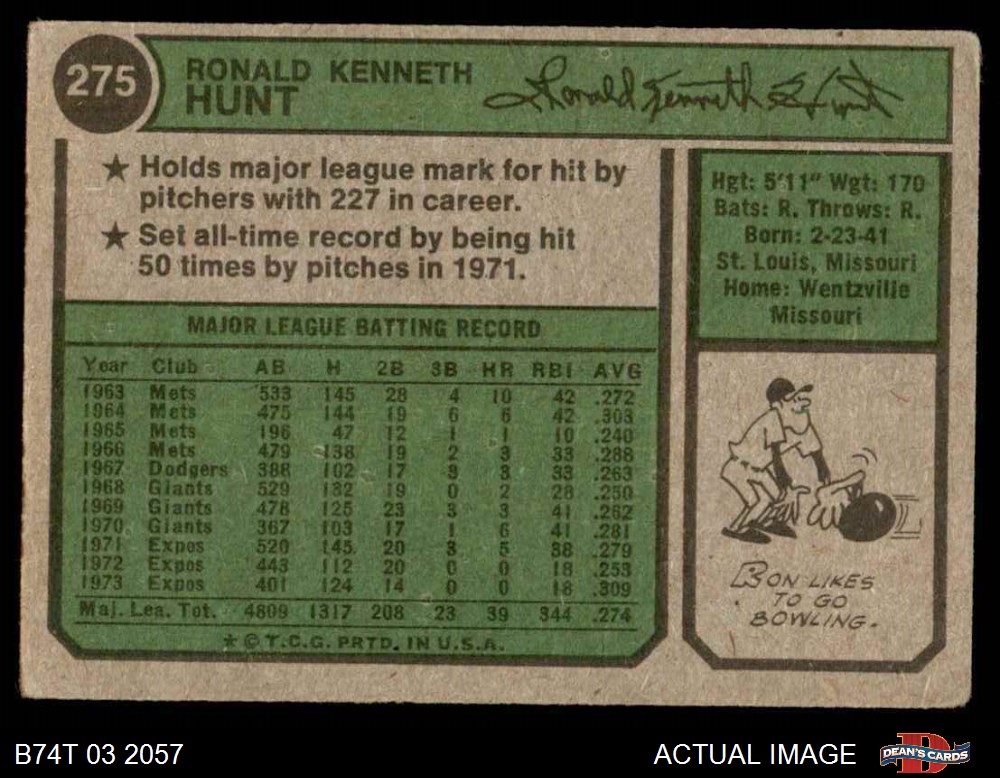 275
RONALD KENNETH
HUNT
Ronald Kenneth Hunt
★ Holds major league mark for hit by
pitchers with 227 in career.
★ Set all-time record by being hit
50 times by pitches in 1971.
MAJOR LEAGUE BATTING RECORD
Year Club AB H 2B 3B HR RBI AVG
1963 Mets 533 145 28 4 10 42 .272
1964 Mets 475 144 19 6 6 42 .303
1965 Mets 196 47 12 1 1 10 .240
1966 Mets 479 138 19 2 3 33 .288
1967 Dodgers 388 102 17 3 3 33 .263
1968 Giants 529 132 19 0 2 28 .250
1969 Giants 478 125 23 3 3 41 .262
1970 Giants 367 103 17 1 6 41 .281
1971 Expos 520 145 20 3 5 38 .279
1972 Expos 443 112 20 0 0 18 .253
1973 Expos 401 124 14 0 0 18 .309
Maj. Lea. Tot. 4809 1317 208 23 39 344 .274
★ © T.C.G. PRTD. IN U.S.A.
Hgt: 5'11" Wgt: 170
Bats: R. Throws: R.
Born: 2-23-41
St. Louis, Missouri
Home: Wentzville
Missouri
RON LIKES
TO GO
BOWLING.
B74T 03 2057
ACTUAL IMAGE
D
DEAN'S CARDS